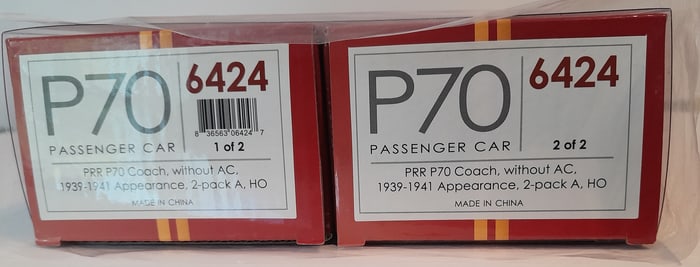 P70
PASSENGER CAR
6424
8 36563 06424 7
1 of 2
PRR P70 Coach, without AC,
1939-1941 Appearance, 2-pack A, HO
MADE IN CHINA
P70
PASSENGER CAR
6424
2 of 2
PRR P70 Coach, without AC,
1939-1941 Appearance, 2-pack A, HO
MADE IN CHINA